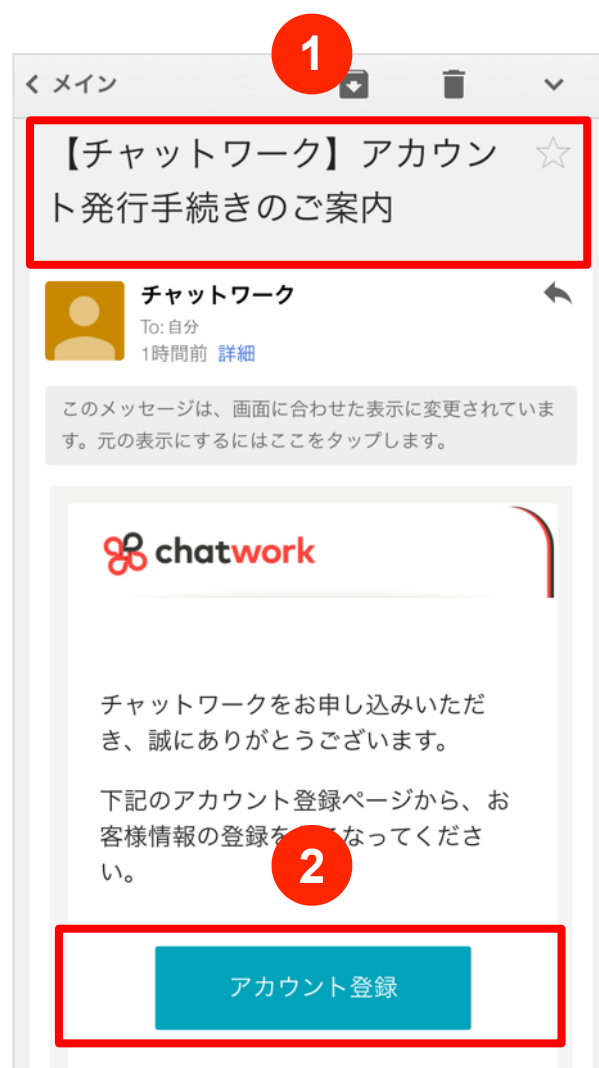 1
メイン
【チャットワーク】アカウン
ト発行手続きのご案内
チャットワーク
To: 自分
1時間前 詳細
このメッセージは、画面に合わせた表示に変更されていま
す。元の表示にするにはここをタップします。
chatwork
チャットワークをお申し込みいただ
き、誠にありがとうございます。
下記のアカウント登録ページから、お
客様情報の登録を なってくださ
い。
2
アカウント登録